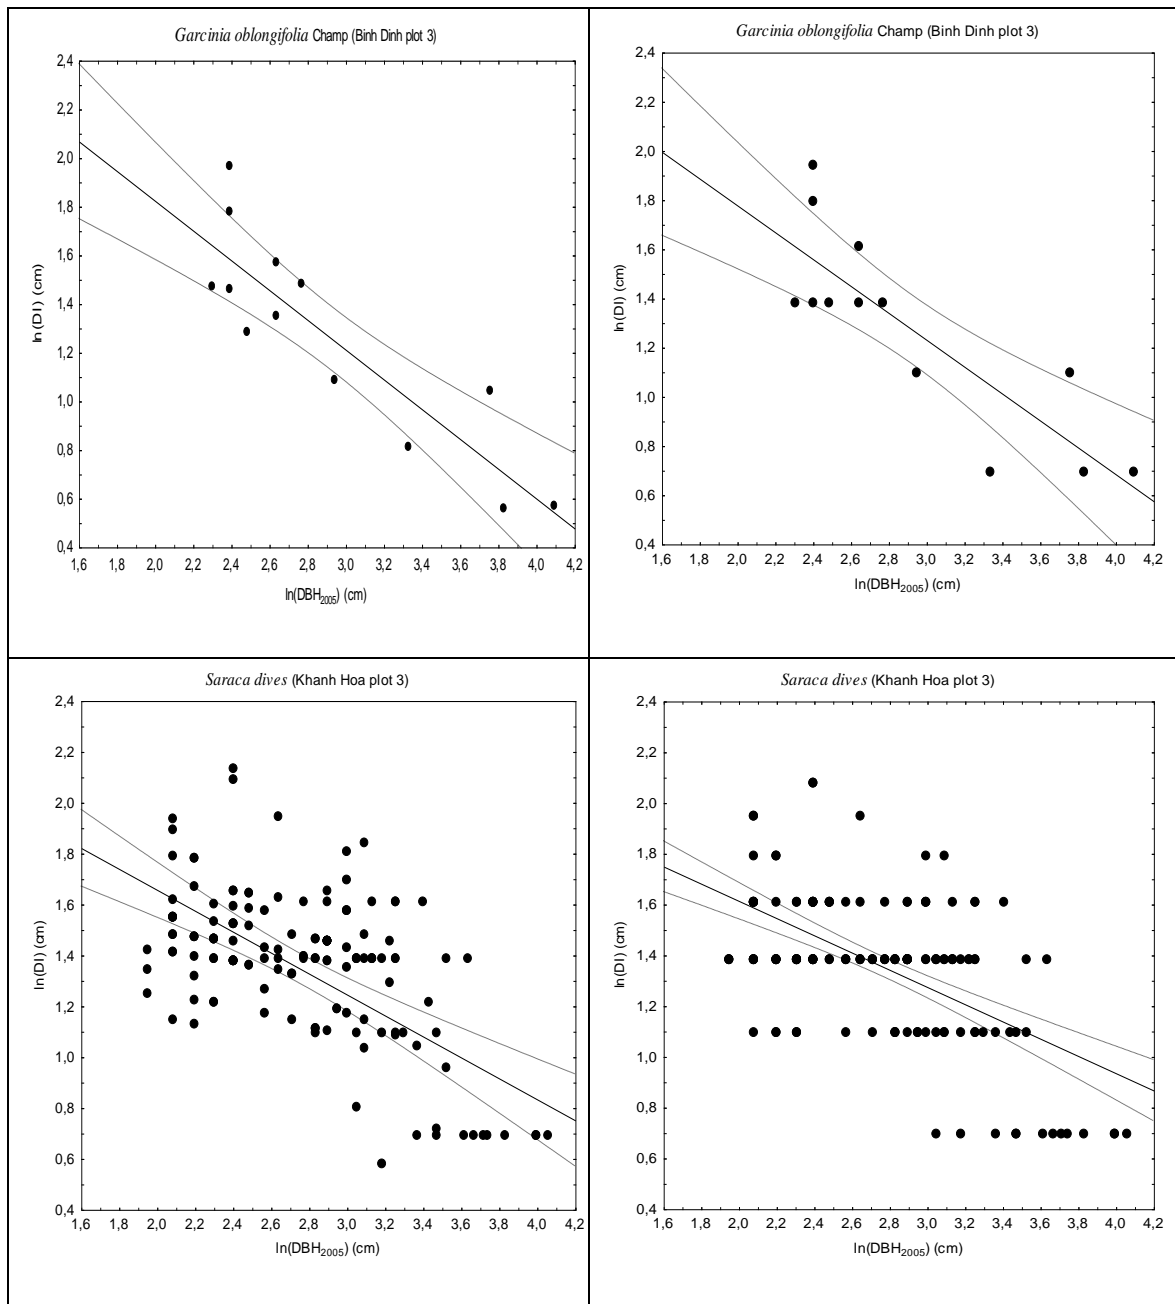 Garcinia oblongifolia Champ (Binh Dinh plot 3)
2,4
2,2
2,0
1,8
1,6
1,4
1,2
1,0
0,8
0,6
0,4
ln(DI) (cm)
1,6 1,8 2,0 2,2 2,4 2,6 2,8 3,0 3,2 3,4 3,6 3,8 4,0 4,2
ln(DBH2005) (cm)
Garcinia oblongifolia Champ (Binh Dinh plot 3)
2,4
2,2
2,0
1,8
1,6
1,4
1,2
1,0
0,8
0,6
0,4
ln(DI) (cm)
1,6 1,8 2,0 2,2 2,4 2,6 2,8 3,0 3,2 3,4 3,6 3,8 4,0 4,2
ln(DBH2005) (cm)
Saraca dives (Khanh Hoa plot 3)
2,4
2,2
2,0
1,8
1,6
1,4
1,2
1,0
0,8
0,6
0,4
ln(DI) (cm)
1,6 1,8 2,0 2,2 2,4 2,6 2,8 3,0 3,2 3,4 3,6 3,8 4,0 4,2
ln(DBH2005) (cm)
Saraca dives (Khanh Hoa plot 3)
2,4
2,2
2,0
1,8
1,6
1,4
1,2
1,0
0,8
0,6
0,4
ln(DI) (cm)
1,6 1,8 2,0 2,2 2,4 2,6 2,8 3,0 3,2 3,4 3,6 3,8 4,0 4,2
ln(DBH2005) (cm)